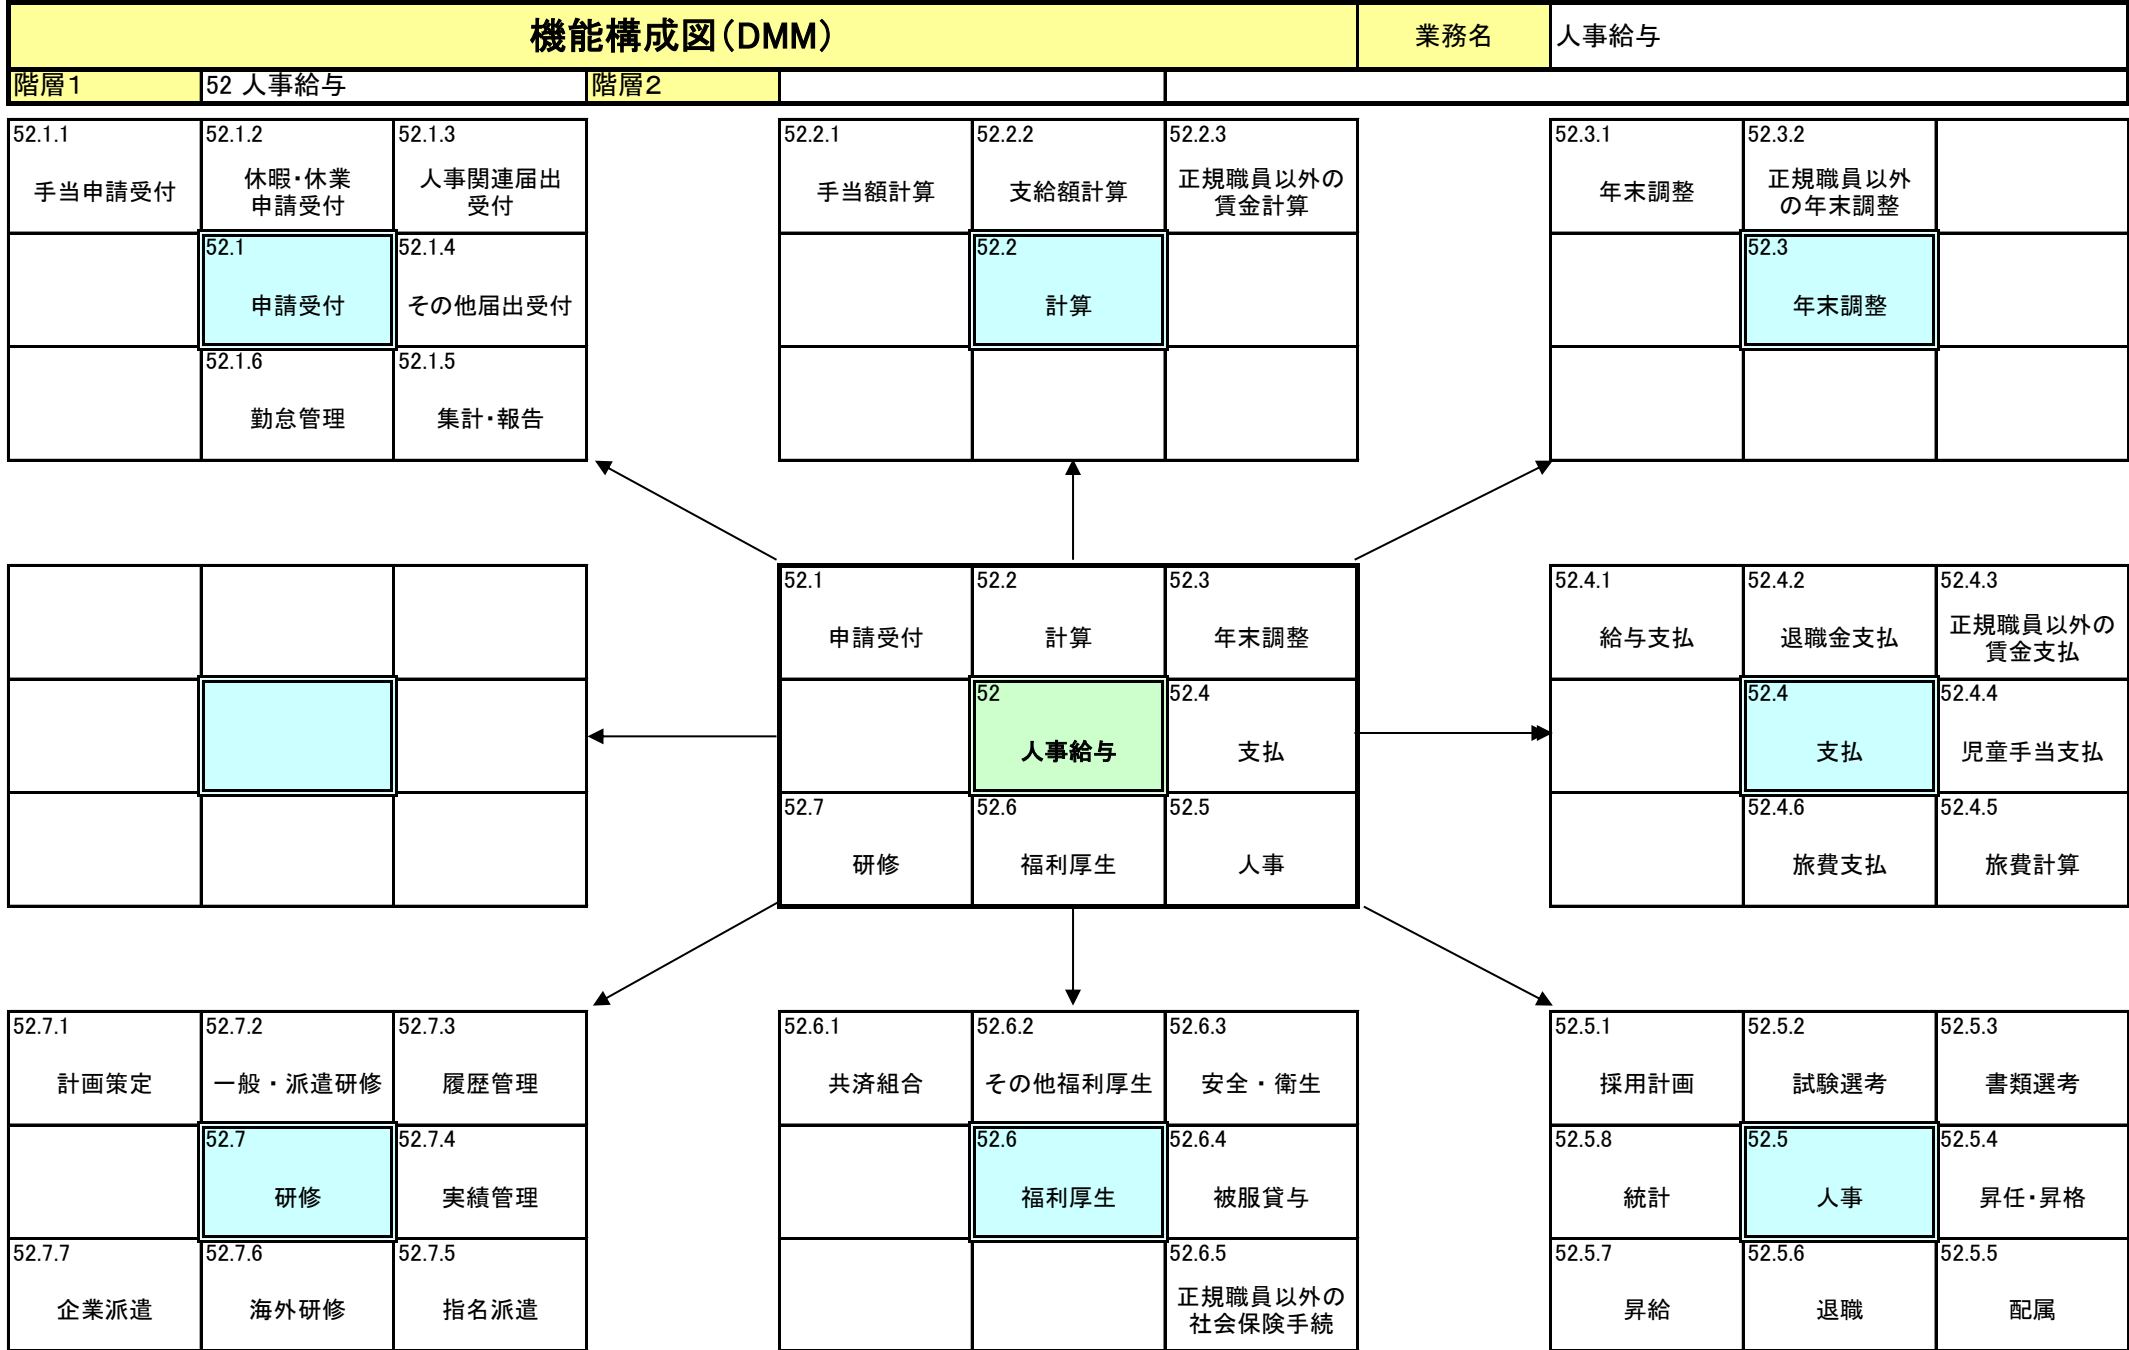 機能構成図(DMM)
業務名
人事給与
階層1
52 人事給与
階層2
52.1.1
手当申請受付
52.1.2
休暇・休業
申請受付
52.1.3
人事関連届出
受付
52.1
申請受付
52.1.4
その他届出受付
52.1.6
勤怠管理
52.1.5
集計・報告
52.2.1
手当額計算
52.2.2
支給額計算
52.2.3
正規職員以外の
賃金計算
52.2
計算
52.3.1
年末調整
52.3.2
正規職員以外
の年末調整
52.3
年末調整
52.1
申請受付
52.2
計算
52.3
年末調整
52
人事給与
52.4
支払
52.7
研修
52.6
福利厚生
52.5
人事
52.4.1
給与支払
52.4.2
退職金支払
52.4.3
正規職員以外の
賃金支払
52.4
支払
52.4.4
児童手当支払
52.4.6
旅費支払
52.4.5
旅費計算
52.7.1
計画策定
52.7.2
一般・派遣研修
52.7.3
履歴管理
52.7
研修
52.7.4
実績管理
52.7.7
企業派遣
52.7.6
海外研修
52.7.5
指名派遣
52.6.1
共済組合
52.6.2
その他福利厚生
52.6.3
安全・衛生
52.6
福利厚生
52.6.4
被服貸与
52.6.5
正規職員以外の
社会保険手続
52.5.1
採用計画
52.5.2
試験選考
52.5.3
書類選考
52.5.8
統計
52.5
人事
52.5.4
昇任・昇格
52.5.7
昇給
52.5.6
退職
52.5.5
配属